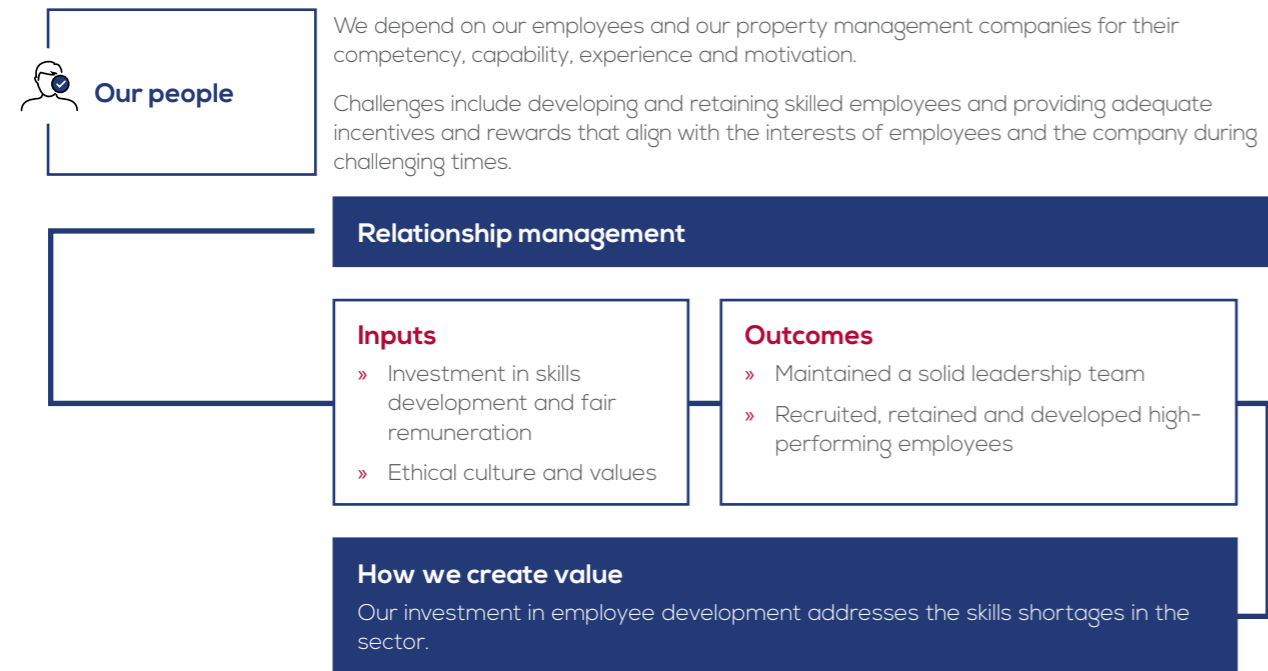 Our people
We depend on our employees and our property management companies for their
competency, capability, experience and motivation.
Challenges include developing and retaining skilled employees and providing adequate
incentives and rewards that align with the interests of employees and the company during
challenging times.
Relationship management
Inputs
» Investment in skills
development and fair
remuneration
» Ethical culture and values
Outcomes
» Maintained a solid leadership team
» Recruited, retained and developed high-
performing employees
How we create value
Our investment in employee development addresses the skills shortages in the
sector.